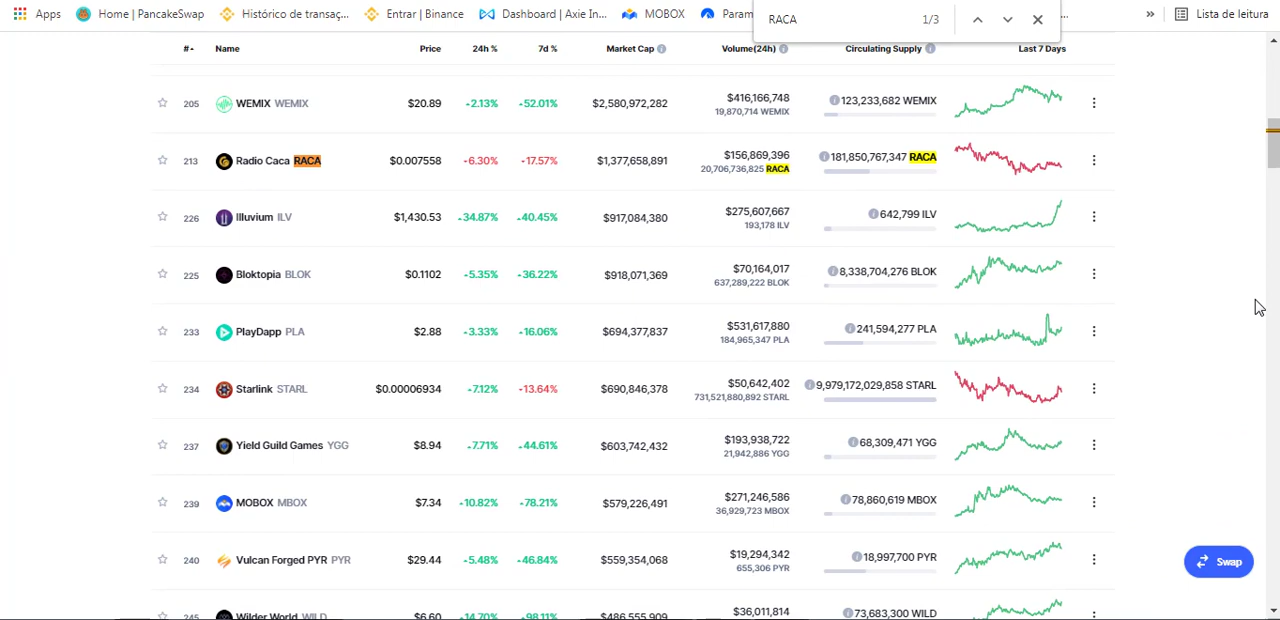 Apps Home | PancakeSwap Histórico de transaç... Entrar | Binance Dashboard | Axie In... MOBOX Param ... » Lista de leitura
RACA 1/3
# Name Price 24h % 7d % Market Cap Volume(24h) Circulating Supply Last 7 Days
205 WEMIX WEMIX $20.89 2.13% 52.01% $2,580,972,282 $416,166,748 123,233,682 WEMIX
19,870,714 WEMIX
213 Radio Caca RACA $0.007558 6.30% 17.57% $1,377,658,891 $156,869,396 181,850,767,347 RACA
20,706,736,825 RACA
226 Illuvium ILV $1,430.53 34.87% 40.45% $917,084,380 $275,607,667 642,799 ILV
193,178 ILV
225 Bloktopia BLOK $0.1102 5.35% 36.22% $918,071,369 $70,164,017 8,338,704,276 BLOK
637,289,222 BLOK
233 PlayDapp PLA $2.88 3.33% 16.06% $694,377,837 $531,617,880 241,594,277 PLA
184,965,347 PLA
234 Starlink STARL $0.00006934 7.12% 13.64% $690,846,378 $50,642,402 9,979,172,029,858 STARL
731,521,880,892 STARL
237 Yield Guild Games YGG $8.94 7.71% 44.61% $603,742,432 $193,938,722 68,309,471 YGG
21,942,886 YGG
239 MOBOX MBOX $7.34 10.82% 78.21% $579,226,491 $271,246,586 78,860,619 MBOX
36,929,723 MBOX
240 Vulcan Forged PYR PYR $29.44 5.48% 46.84% $559,354,068 $19,294,342 18,997,700 PYR
655,306 PYR
Swap
245 Wilder World WILD $6.60 14.70% 98.11% $486,555,909 $36,011,814 73,683,300 WILD